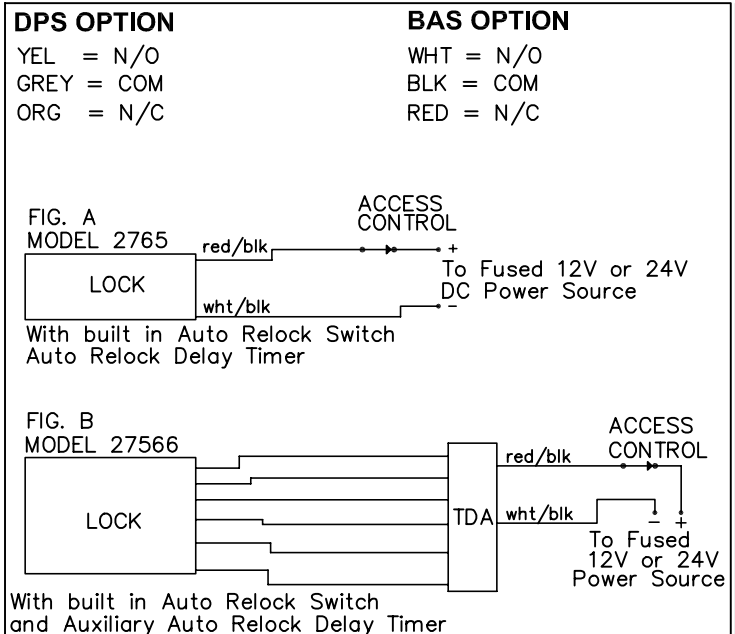 DPS OPTION
YEL = N/O
GREY = COM
ORG = N/C
BAS OPTION
WHT = N/O
BLK = COM
RED = N/C
FIG. A
MODEL 2765
LOCK
red/blk
wht/blk
ACCESS
CONTROL
+
To Fused 12V or 24V
DC Power Source
–
With built in Auto Relock Switch
Auto Relock Delay Timer
FIG. B
MODEL 27566
LOCK
TDA
red/blk
wht/blk
ACCESS
CONTROL
– +
To Fused
12V or 24V
Power Source
With built in Auto Relock Switch
and Auxiliary Auto Relock Delay Timer